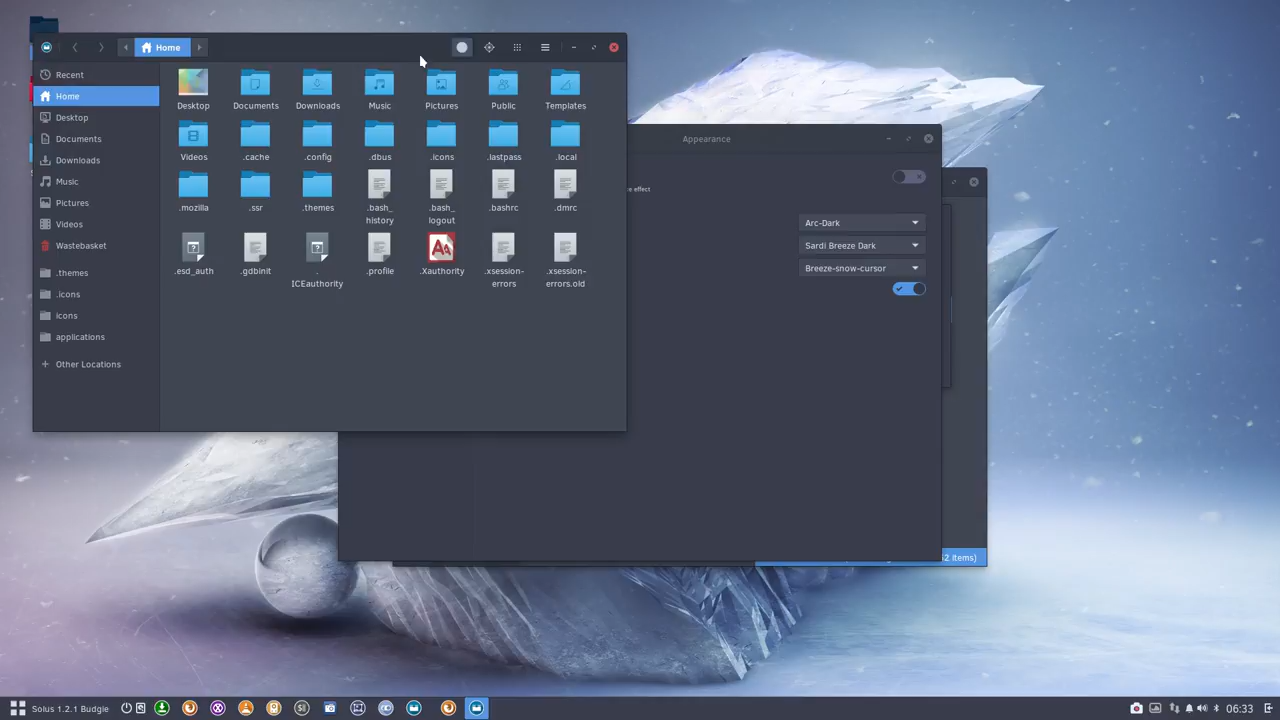 Home
Recent
Home
Desktop
Documents
Downloads
Music
Pictures
Videos
Wastebasket
.themes
.icons
icons
applications
Other Locations
Desktop
Documents
Downloads
Music
Pictures
Public
Templates
Videos
.cache
.config
.dbus
.icons
.lastpass
.local
.mozilla
.ssr
.themes
.bash_
history
.bash_
logout
.bashrc
.dmrc
.esd_auth
.gdbinit
.
ICEauthority
.profile
.Xauthority
.xsession-
errors
.xsession-
errors.old
Appearance
effect
Arc-Dark
Sardi Breeze Dark
Breeze-snow-cursor
items)
Solus 1.2.1 Budgie
06:33